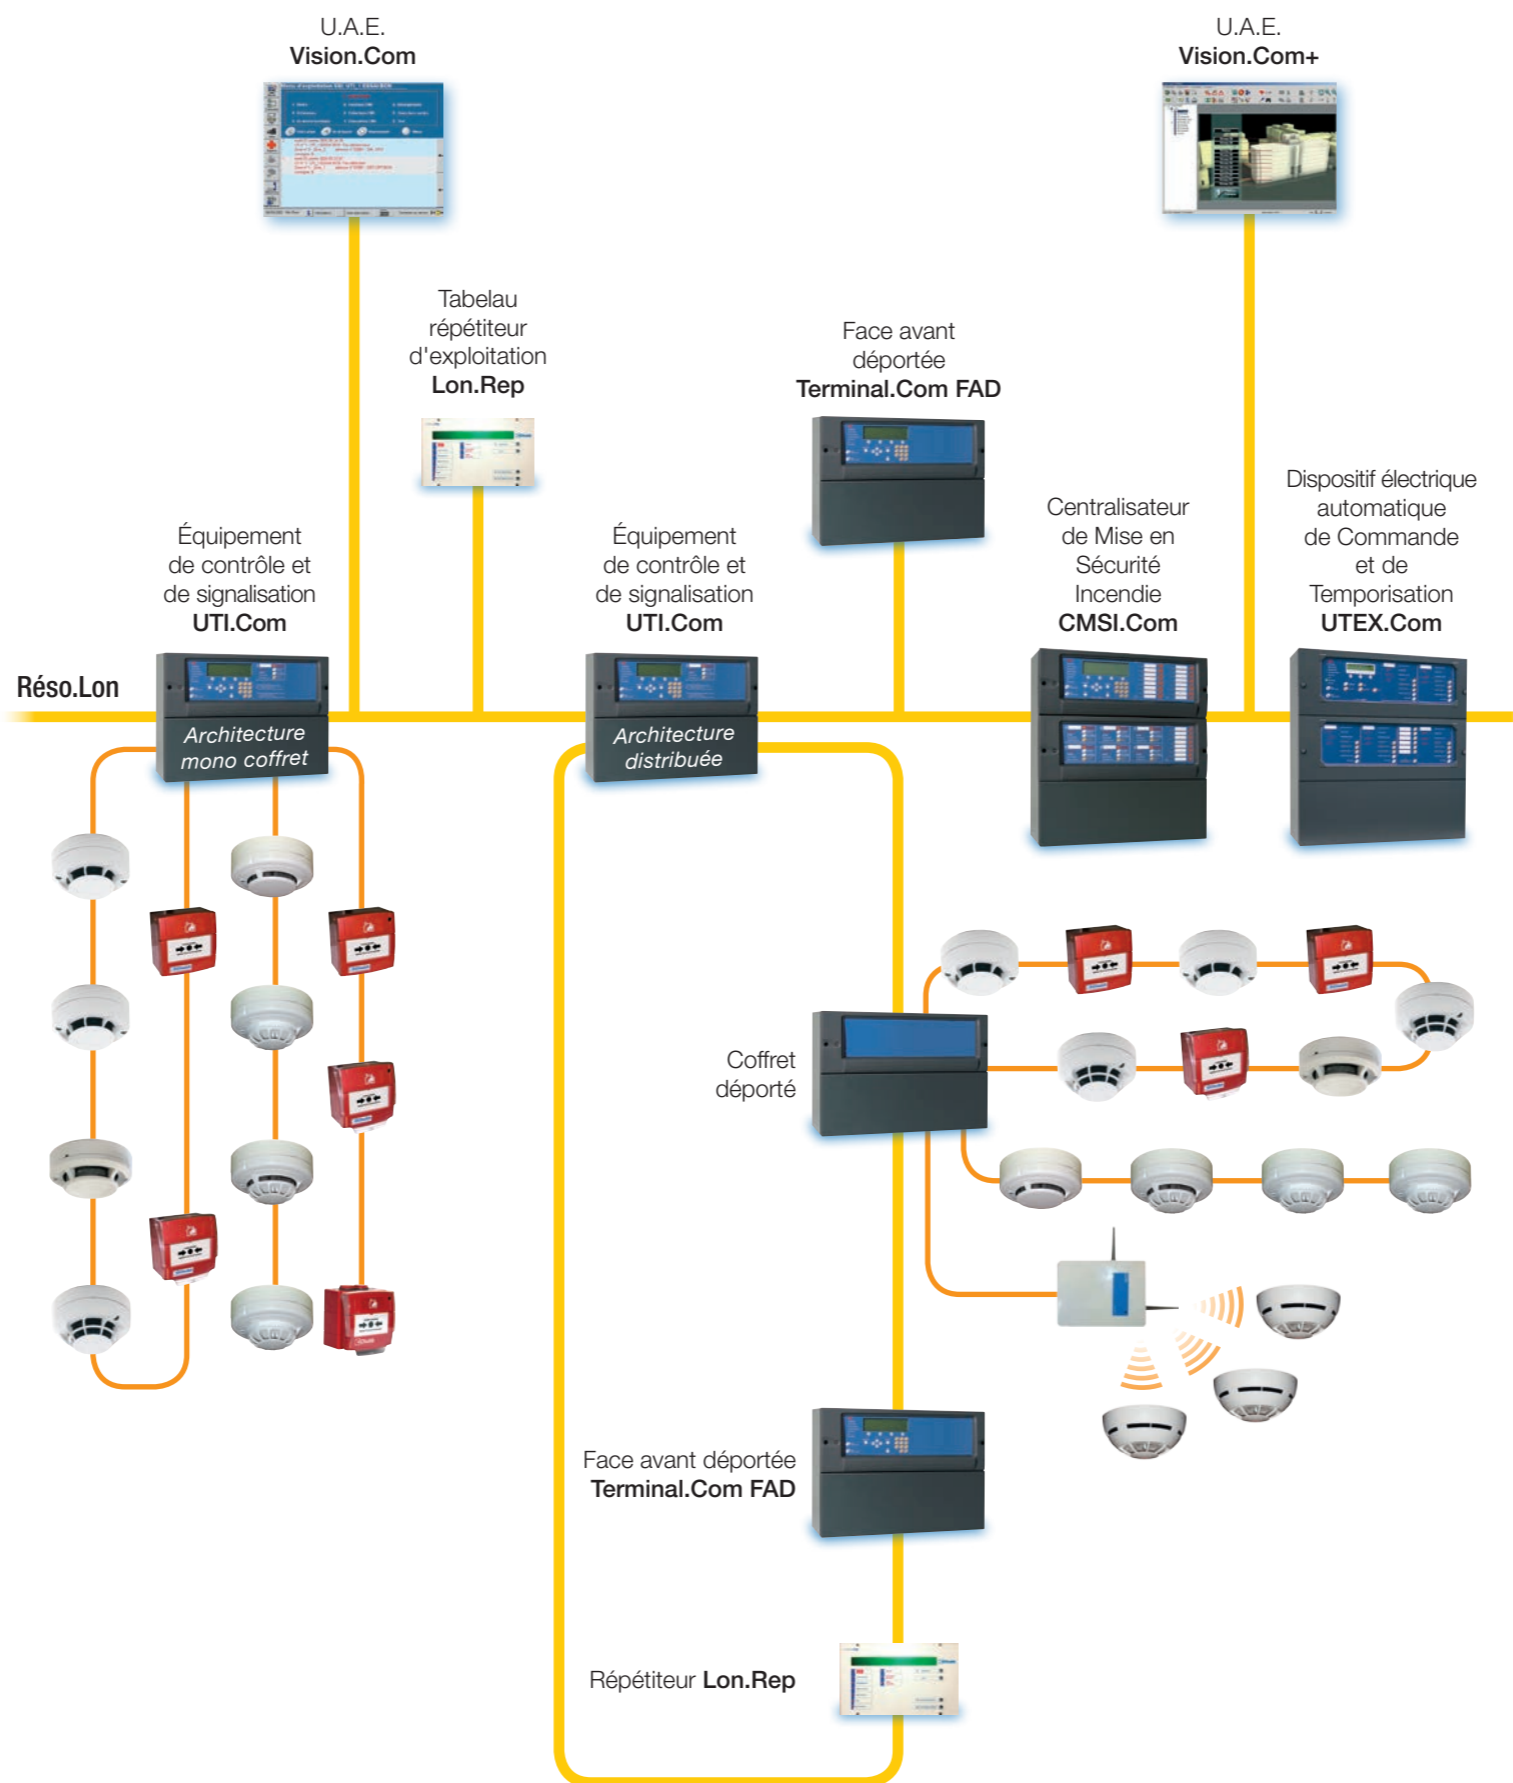 U.A.E.
Vision.Com
U.A.E.
Vision.Com+
Tabelau
répétiteur
d'exploitation
Lon.Rep
Face avant
déportée
Terminal.Com FAD
Équipement
de contrôle et
de signalisation
UTI.Com
Équipement
de contrôle et
de signalisation
UTI.Com
Centralisateur
de Mise en
Sécurité
Incendie
CMSI.Com
Dispositif électrique
automatique
de Commande
et de
Temporisation
UTEX.Com
Réso.Lon
Architecture
mono coffret
Architecture
distribuée
Coffret
déporté
Face avant déportée
Terminal.Com FAD
Répétiteur Lon.Rep